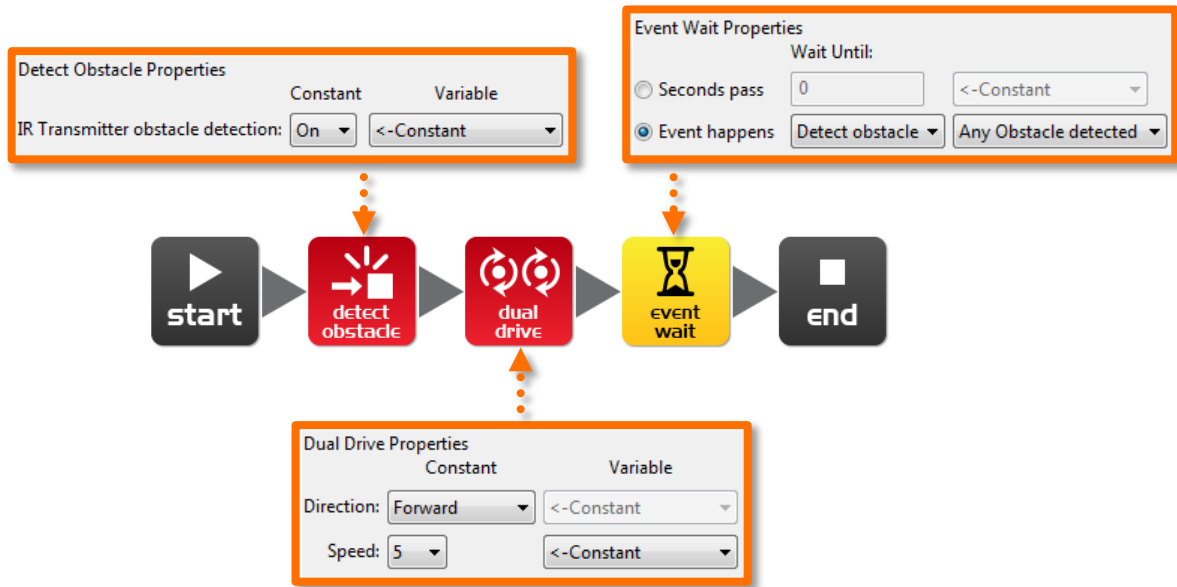 Detect Obstacle Properties
Constant Variable
IR Transmitter obstacle detection: On <-Constant
Event Wait Properties
Wait Until:
Seconds pass 0 <-Constant
Event happens Detect obstacle Any Obstacle detected
start
detect
obstacle
dual
drive
event
wait
end
Dual Drive Properties
Constant Variable
Direction: Forward <-Constant
Speed: 5 <-Constant